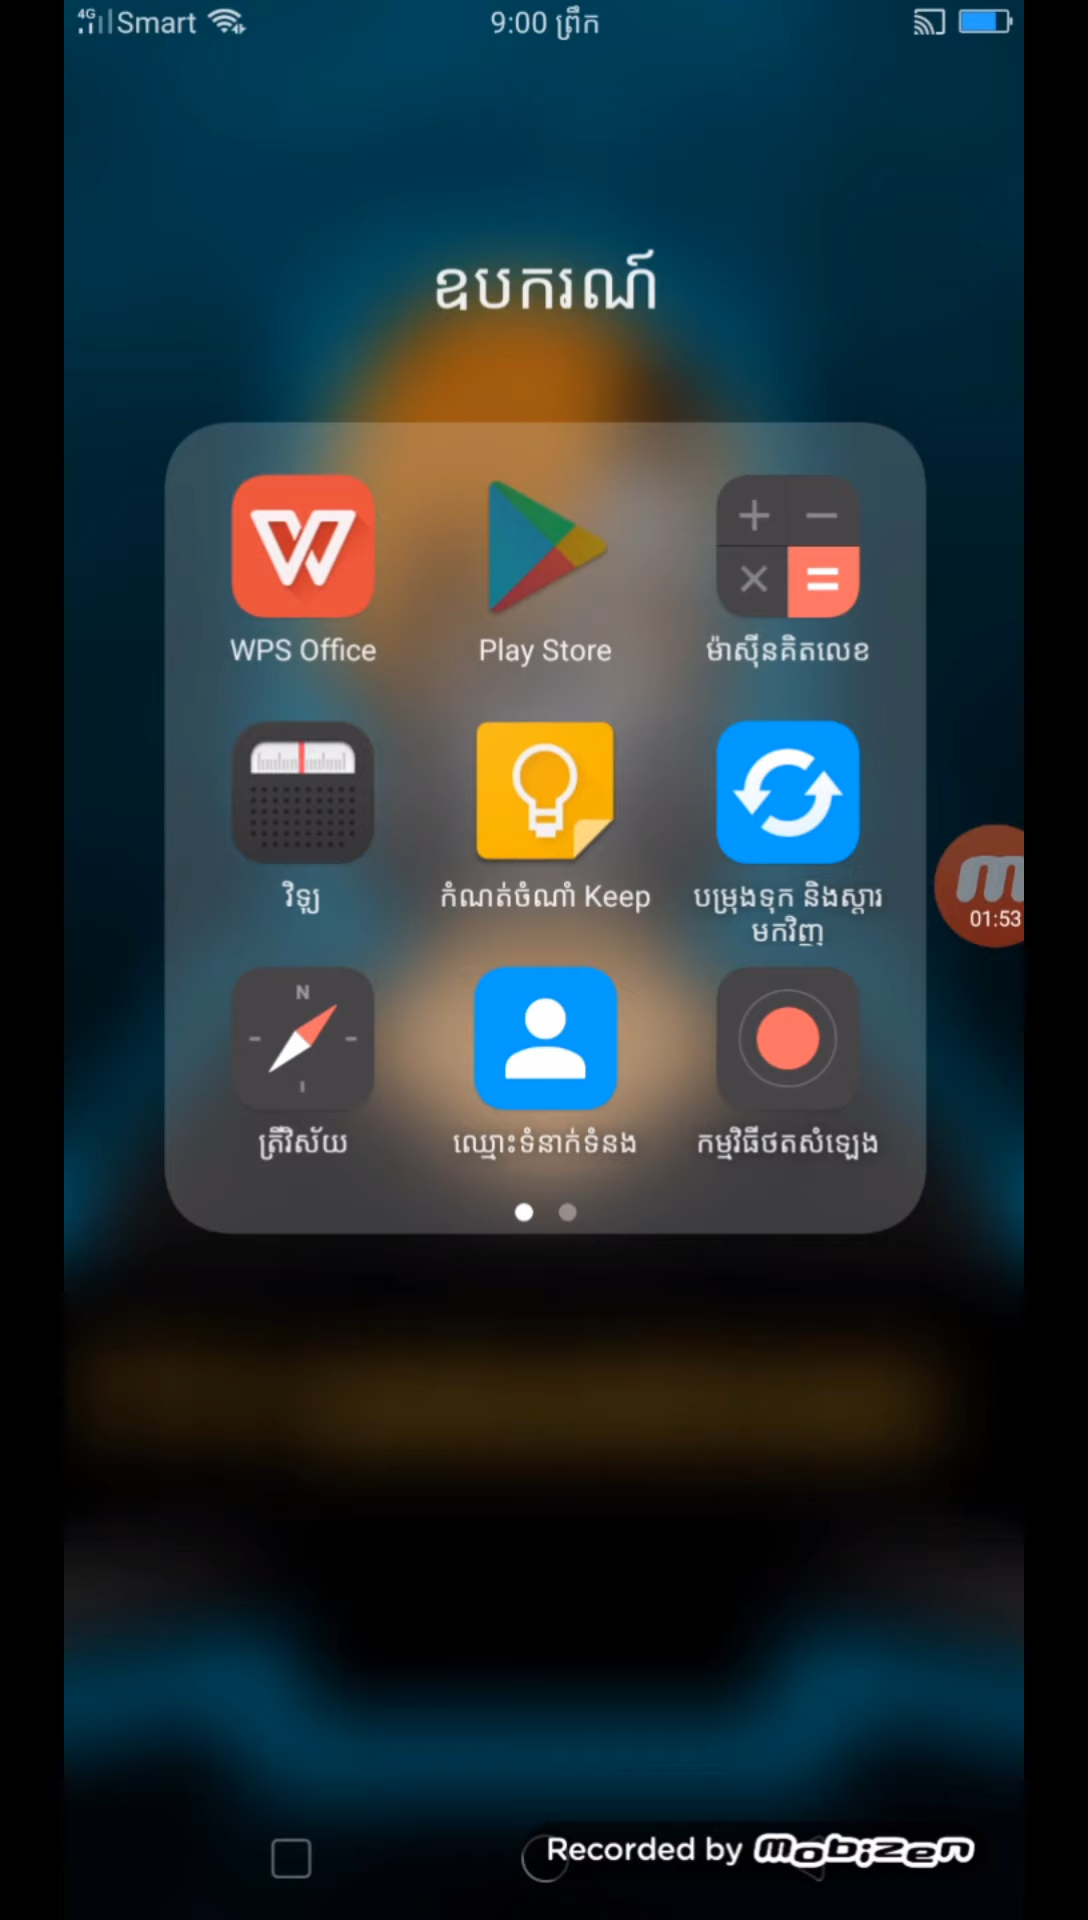 4G Smart 9:00 ព្រឹក
ឧបករណ៍
WPS Office
Play Store
ម៉ាស៊ីនគិតលេខ
វិទ្យុ
កំណត់ចំណាំ Keep
បម្រុងទុក និងស្តារ
មកវិញ
N
ត្រីវិស័យ
ឈ្មោះទំនាក់ទំនង
កម្មវិធីថតសំឡេង
01:53
Recorded by Mobizen